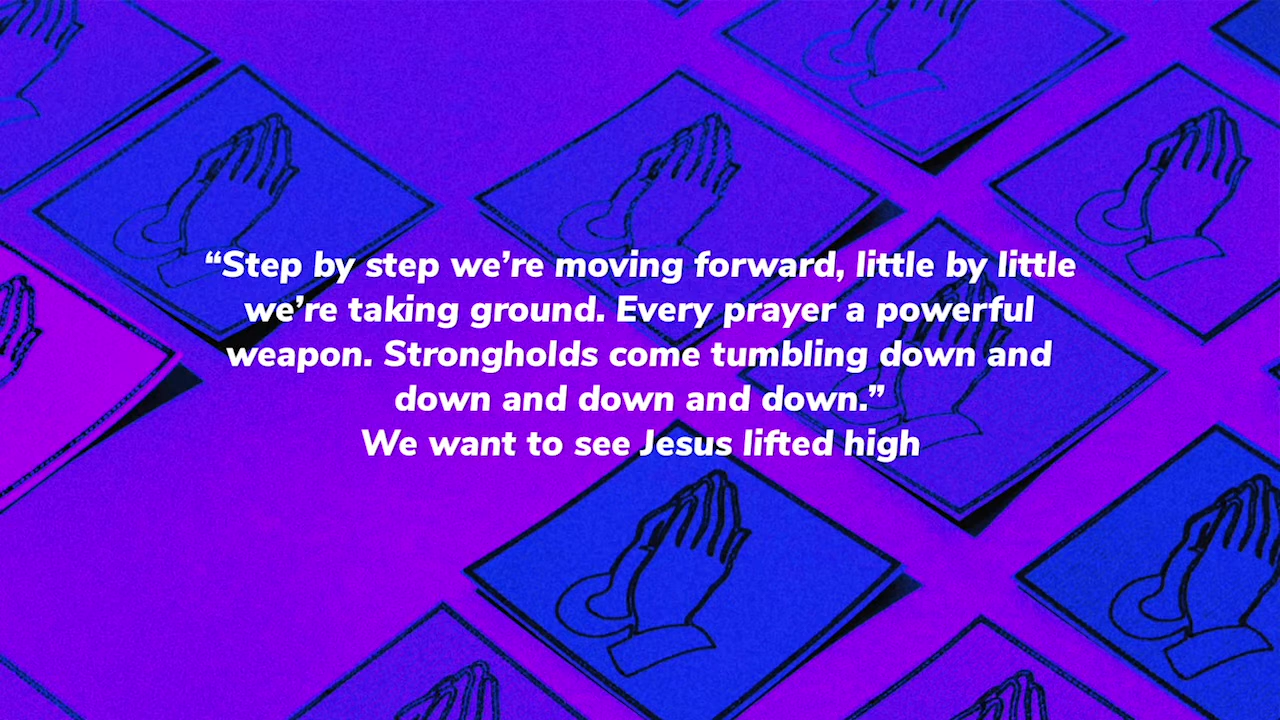 “Step by step we’re moving forward, little by little
we’re taking ground. Every prayer a powerful
weapon. Strongholds come tumbling down and
down and down and down.”
We want to see Jesus lifted high